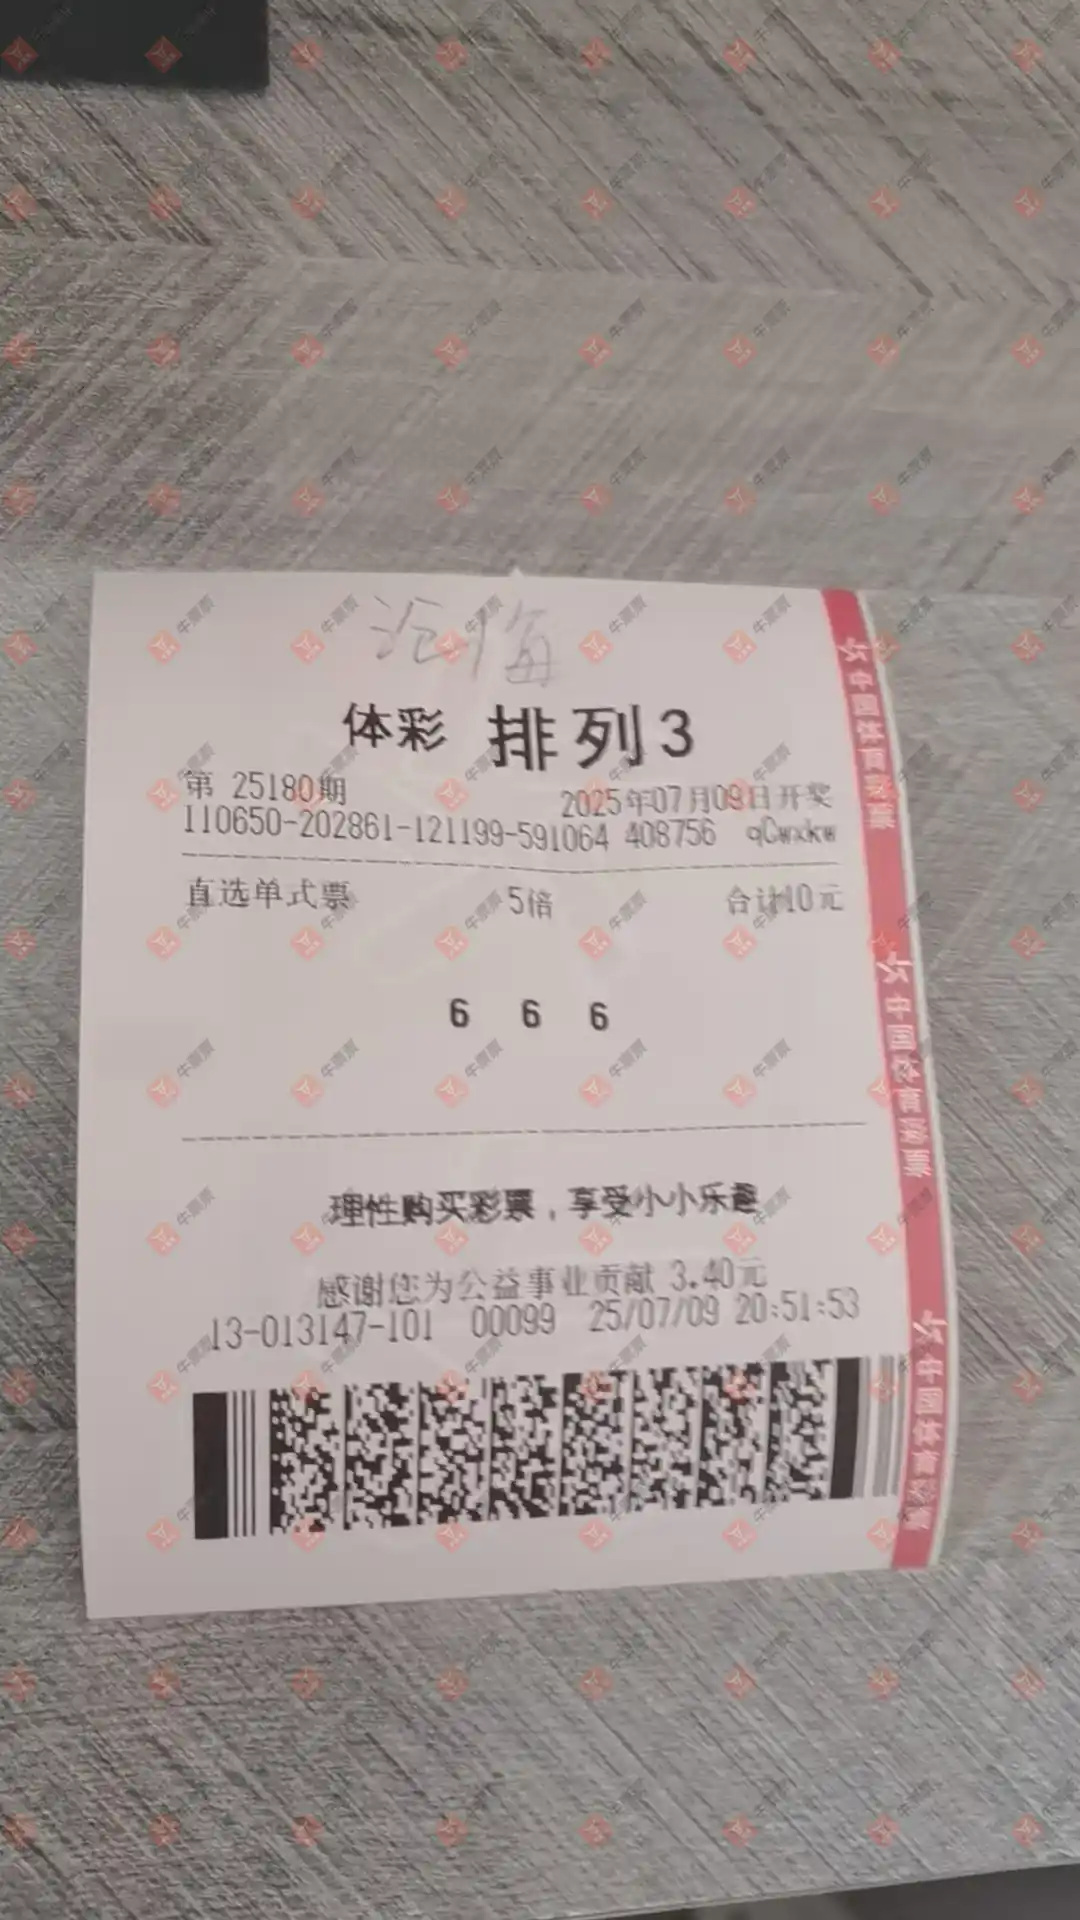 沧海
体彩 排列3
第 25180期 2025年07月09日开奖
110650-202861-121199-591064 408756 qCwxkw
直选单式票 5倍 合计10元
6 6 6
理性购买彩票，享受小小乐趣
感谢您为公益事业贡献 3.40元
13-013147-101 00099 25/07/09 20:51:53
中国体育彩票
中国体育彩票
中国体育彩票
牛票票